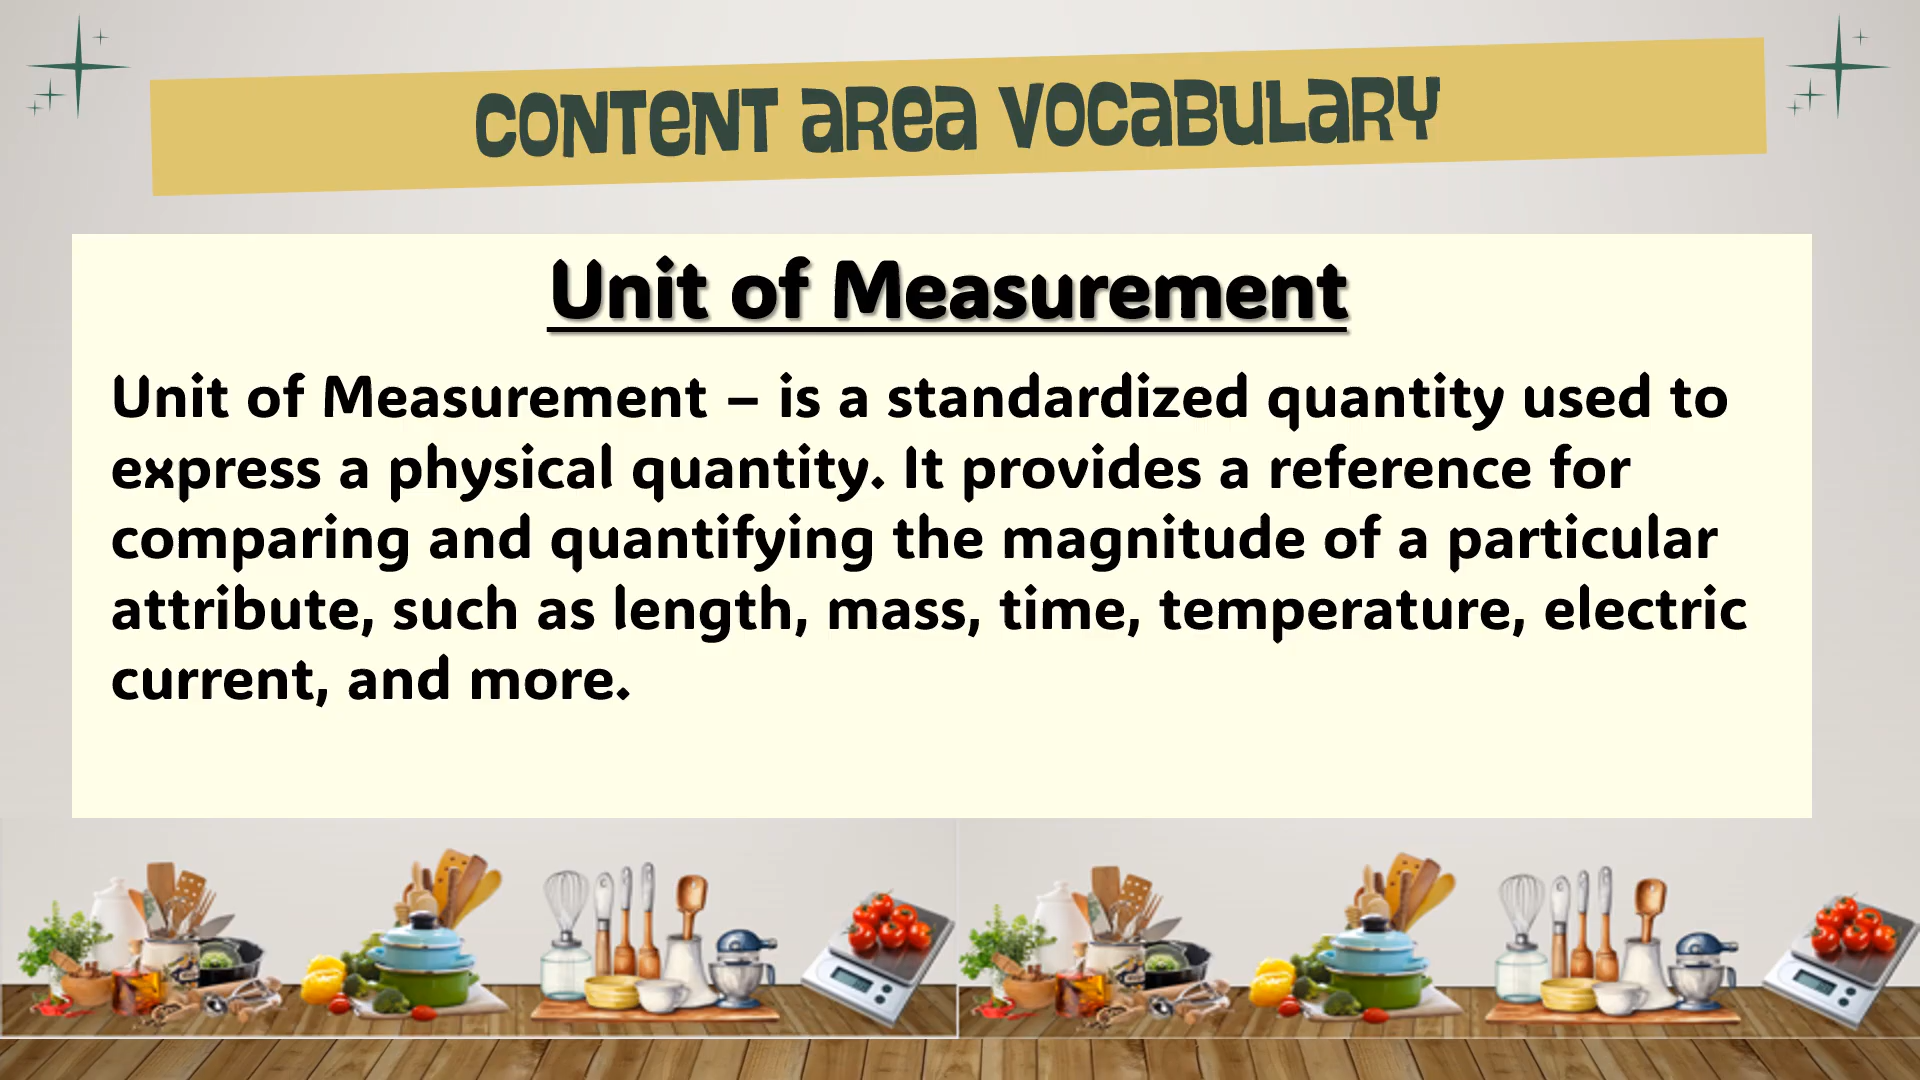 CONTENT AREA VOCABULARY
Unit of Measurement
Unit of Measurement – is a standardized quantity used to
express a physical quantity. It provides a reference for
comparing and quantifying the magnitude of a particular
attribute, such as length, mass, time, temperature, electric
current, and more.